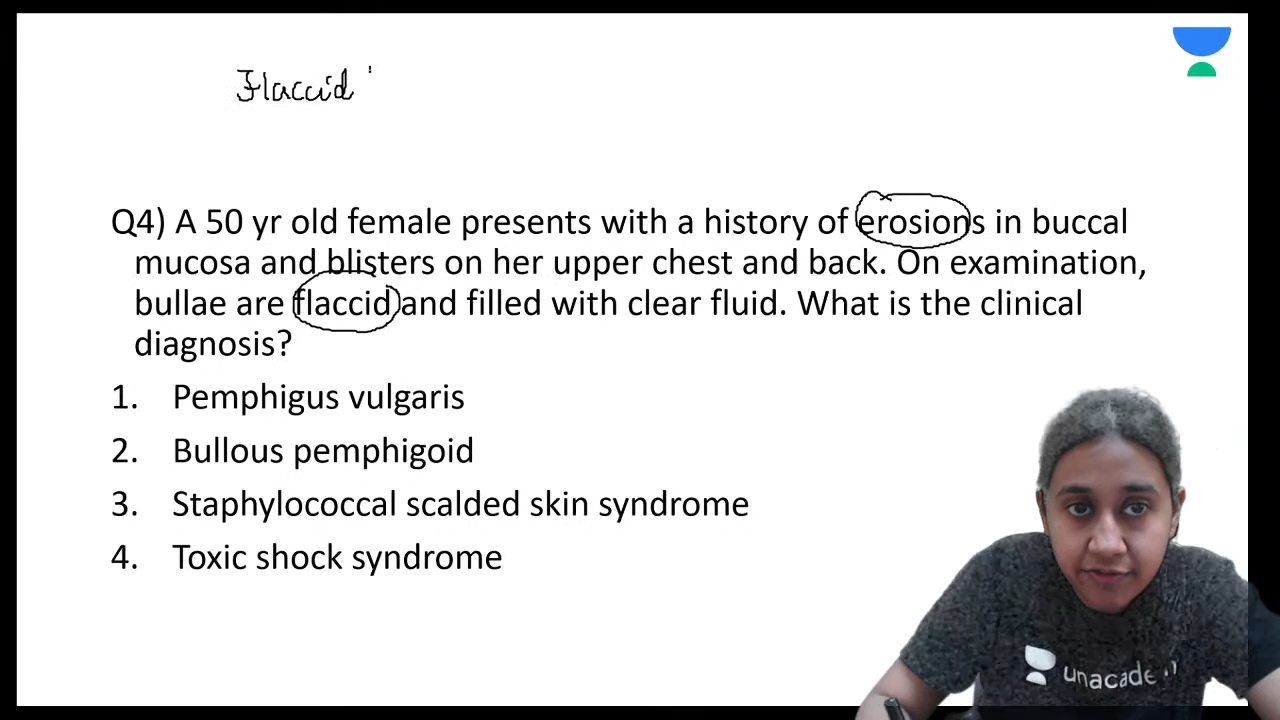 Flaccid
Q4) A 50 yr old female presents with a history of erosions in buccal
mucosa and blisters on her upper chest and back. On examination,
bullae are flaccid and filled with clear fluid. What is the clinical
diagnosis?
1. Pemphigus vulgaris
2. Bullous pemphigoid
3. Staphylococcal scalded skin syndrome
4. Toxic shock syndrome
unacade